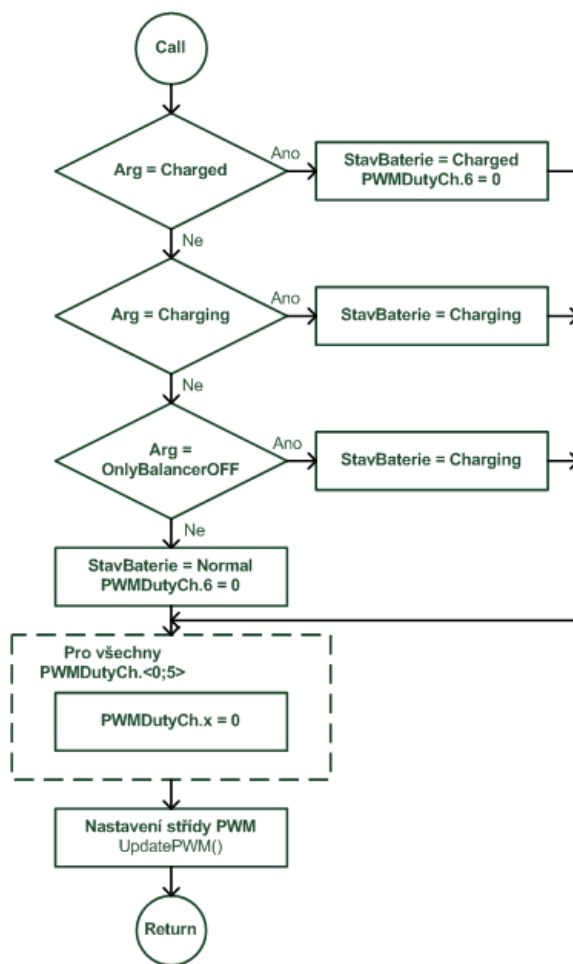 Call
Arg = Charged
Ano
StavBaterie = Charged
PWMDutyCh.6 = 0
Ne
Arg = Charging
Ano
StavBaterie = Charging
Ne
Arg =
OnlyBalancerOFF
Ano
StavBaterie = Charging
Ne
StavBaterie = Normal
PWMDutyCh.6 = 0
Pro všechny
PWMDutyCh.<0;5>
PWMDutyCh.x = 0
Nastavení střídy PWM
UpdatePWM()
Return